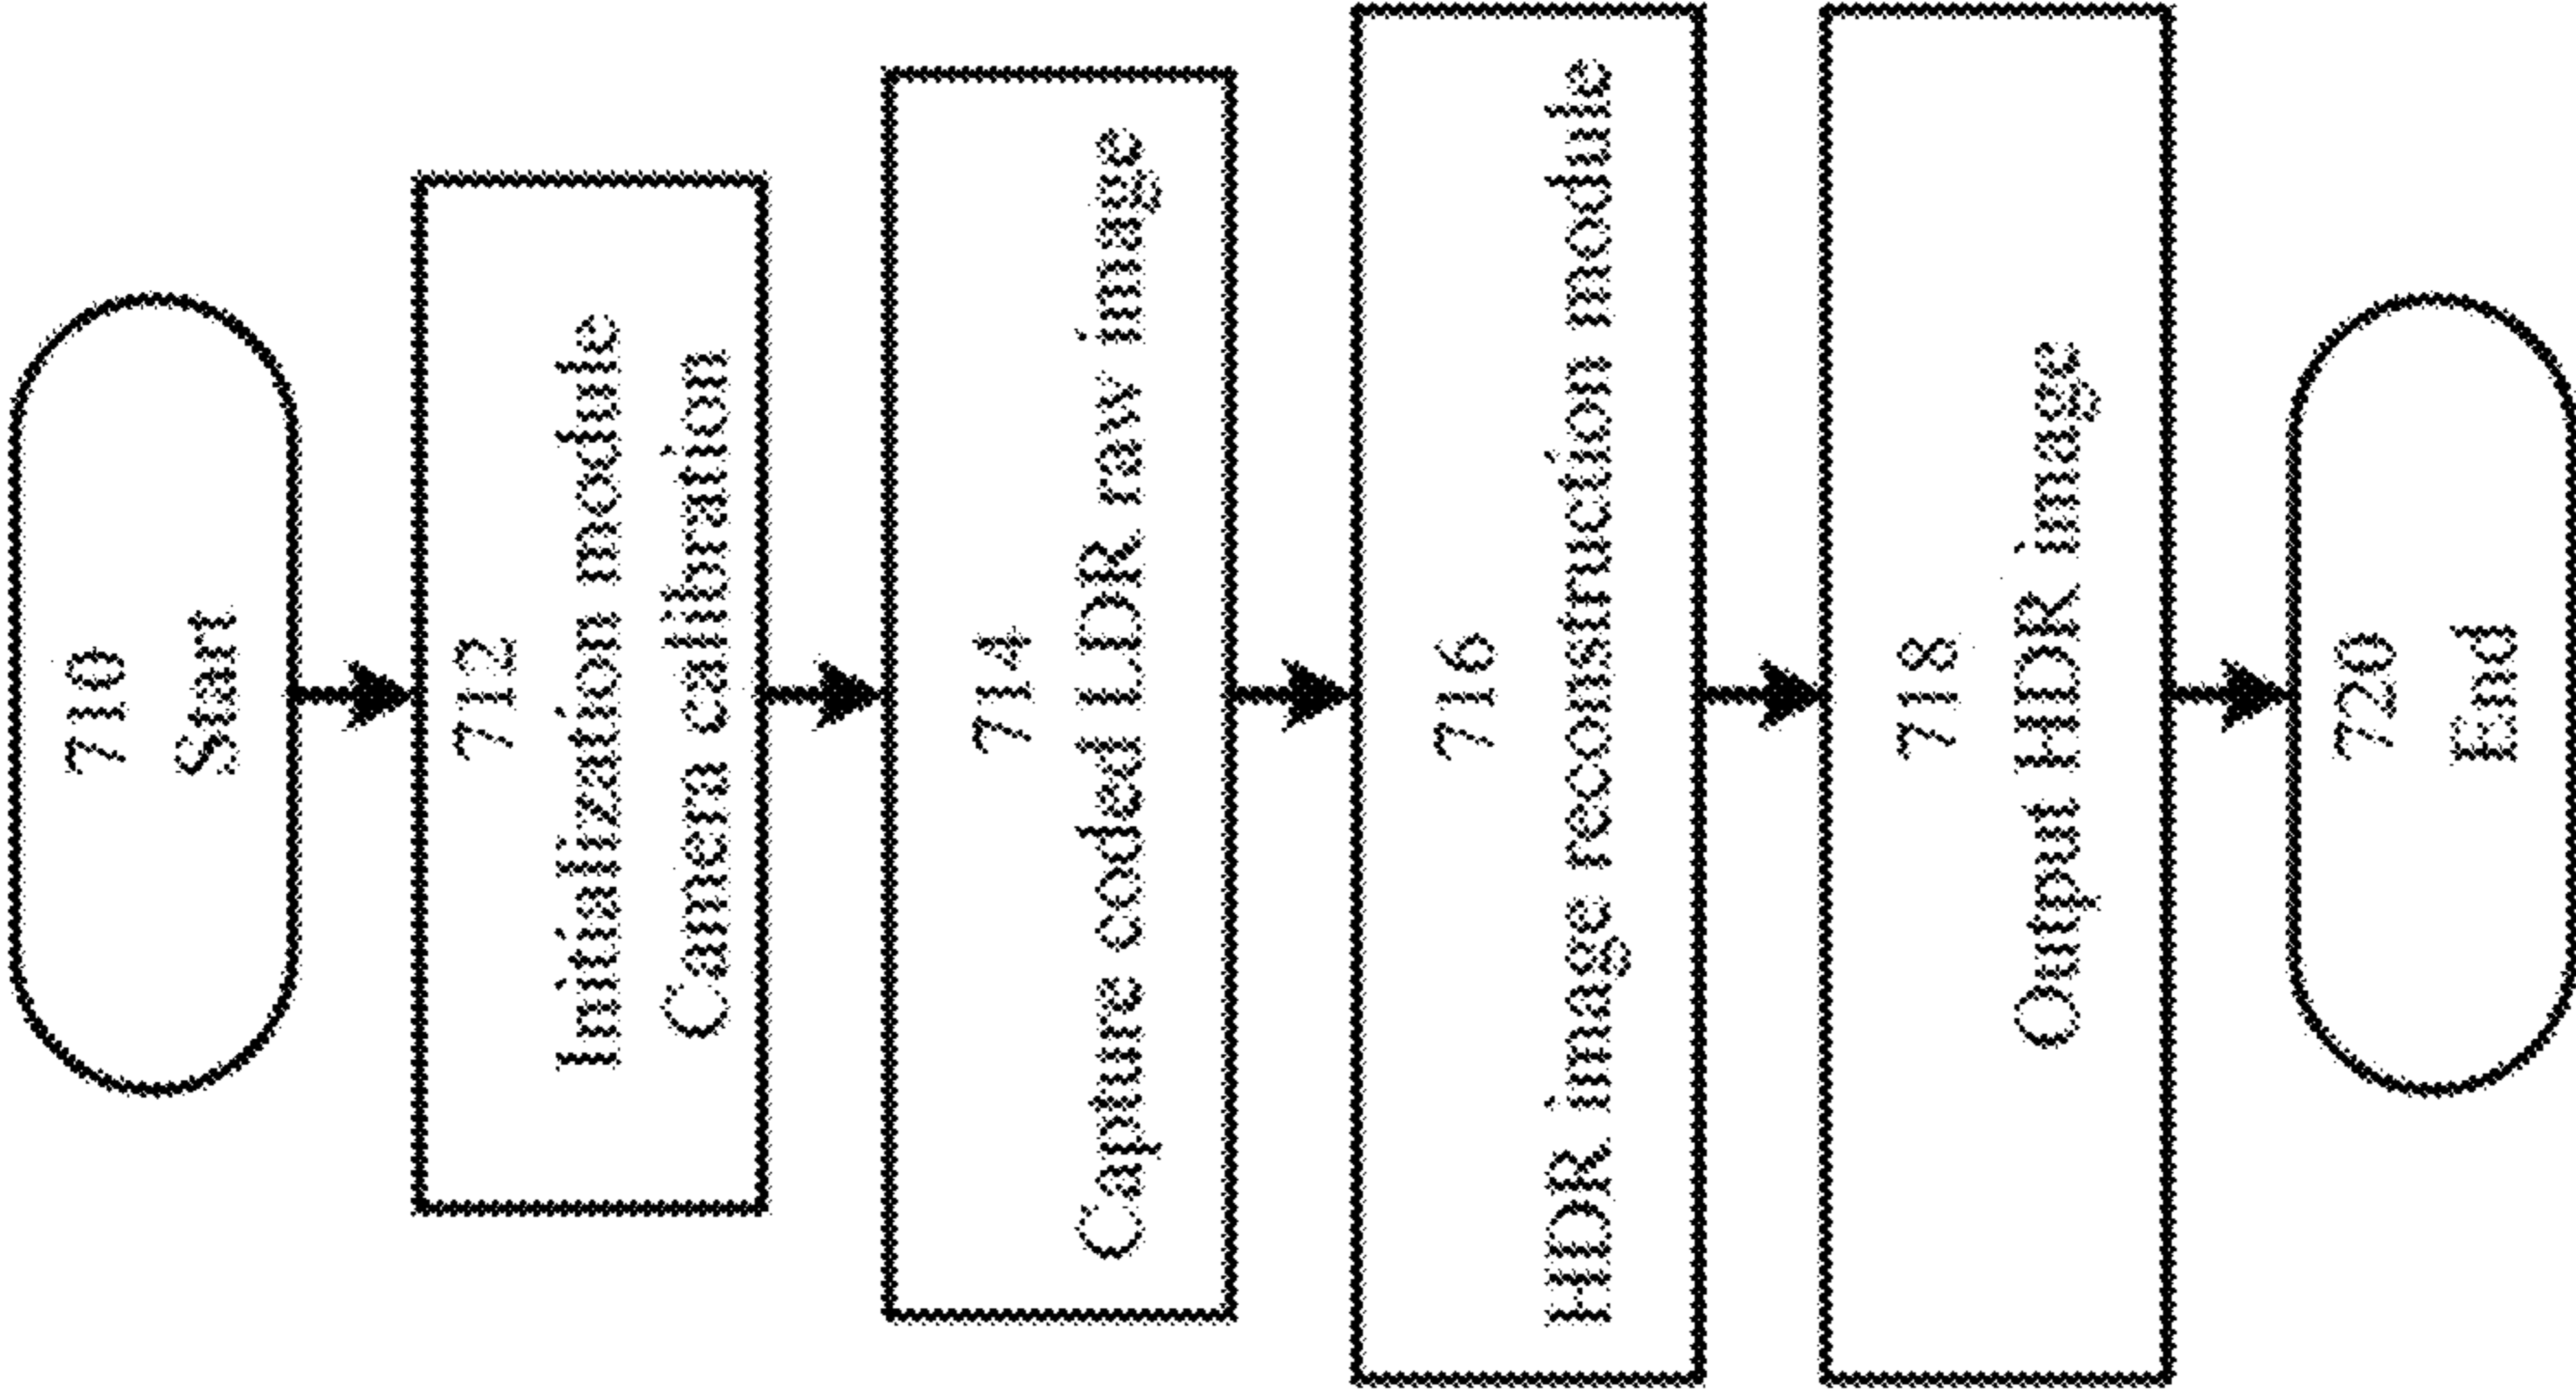 710
Start
712
Initialization module
Camera calibration
714
Capture coded LDR raw image
716
HDR image reconstruction module
718
Output HDR image
720
End